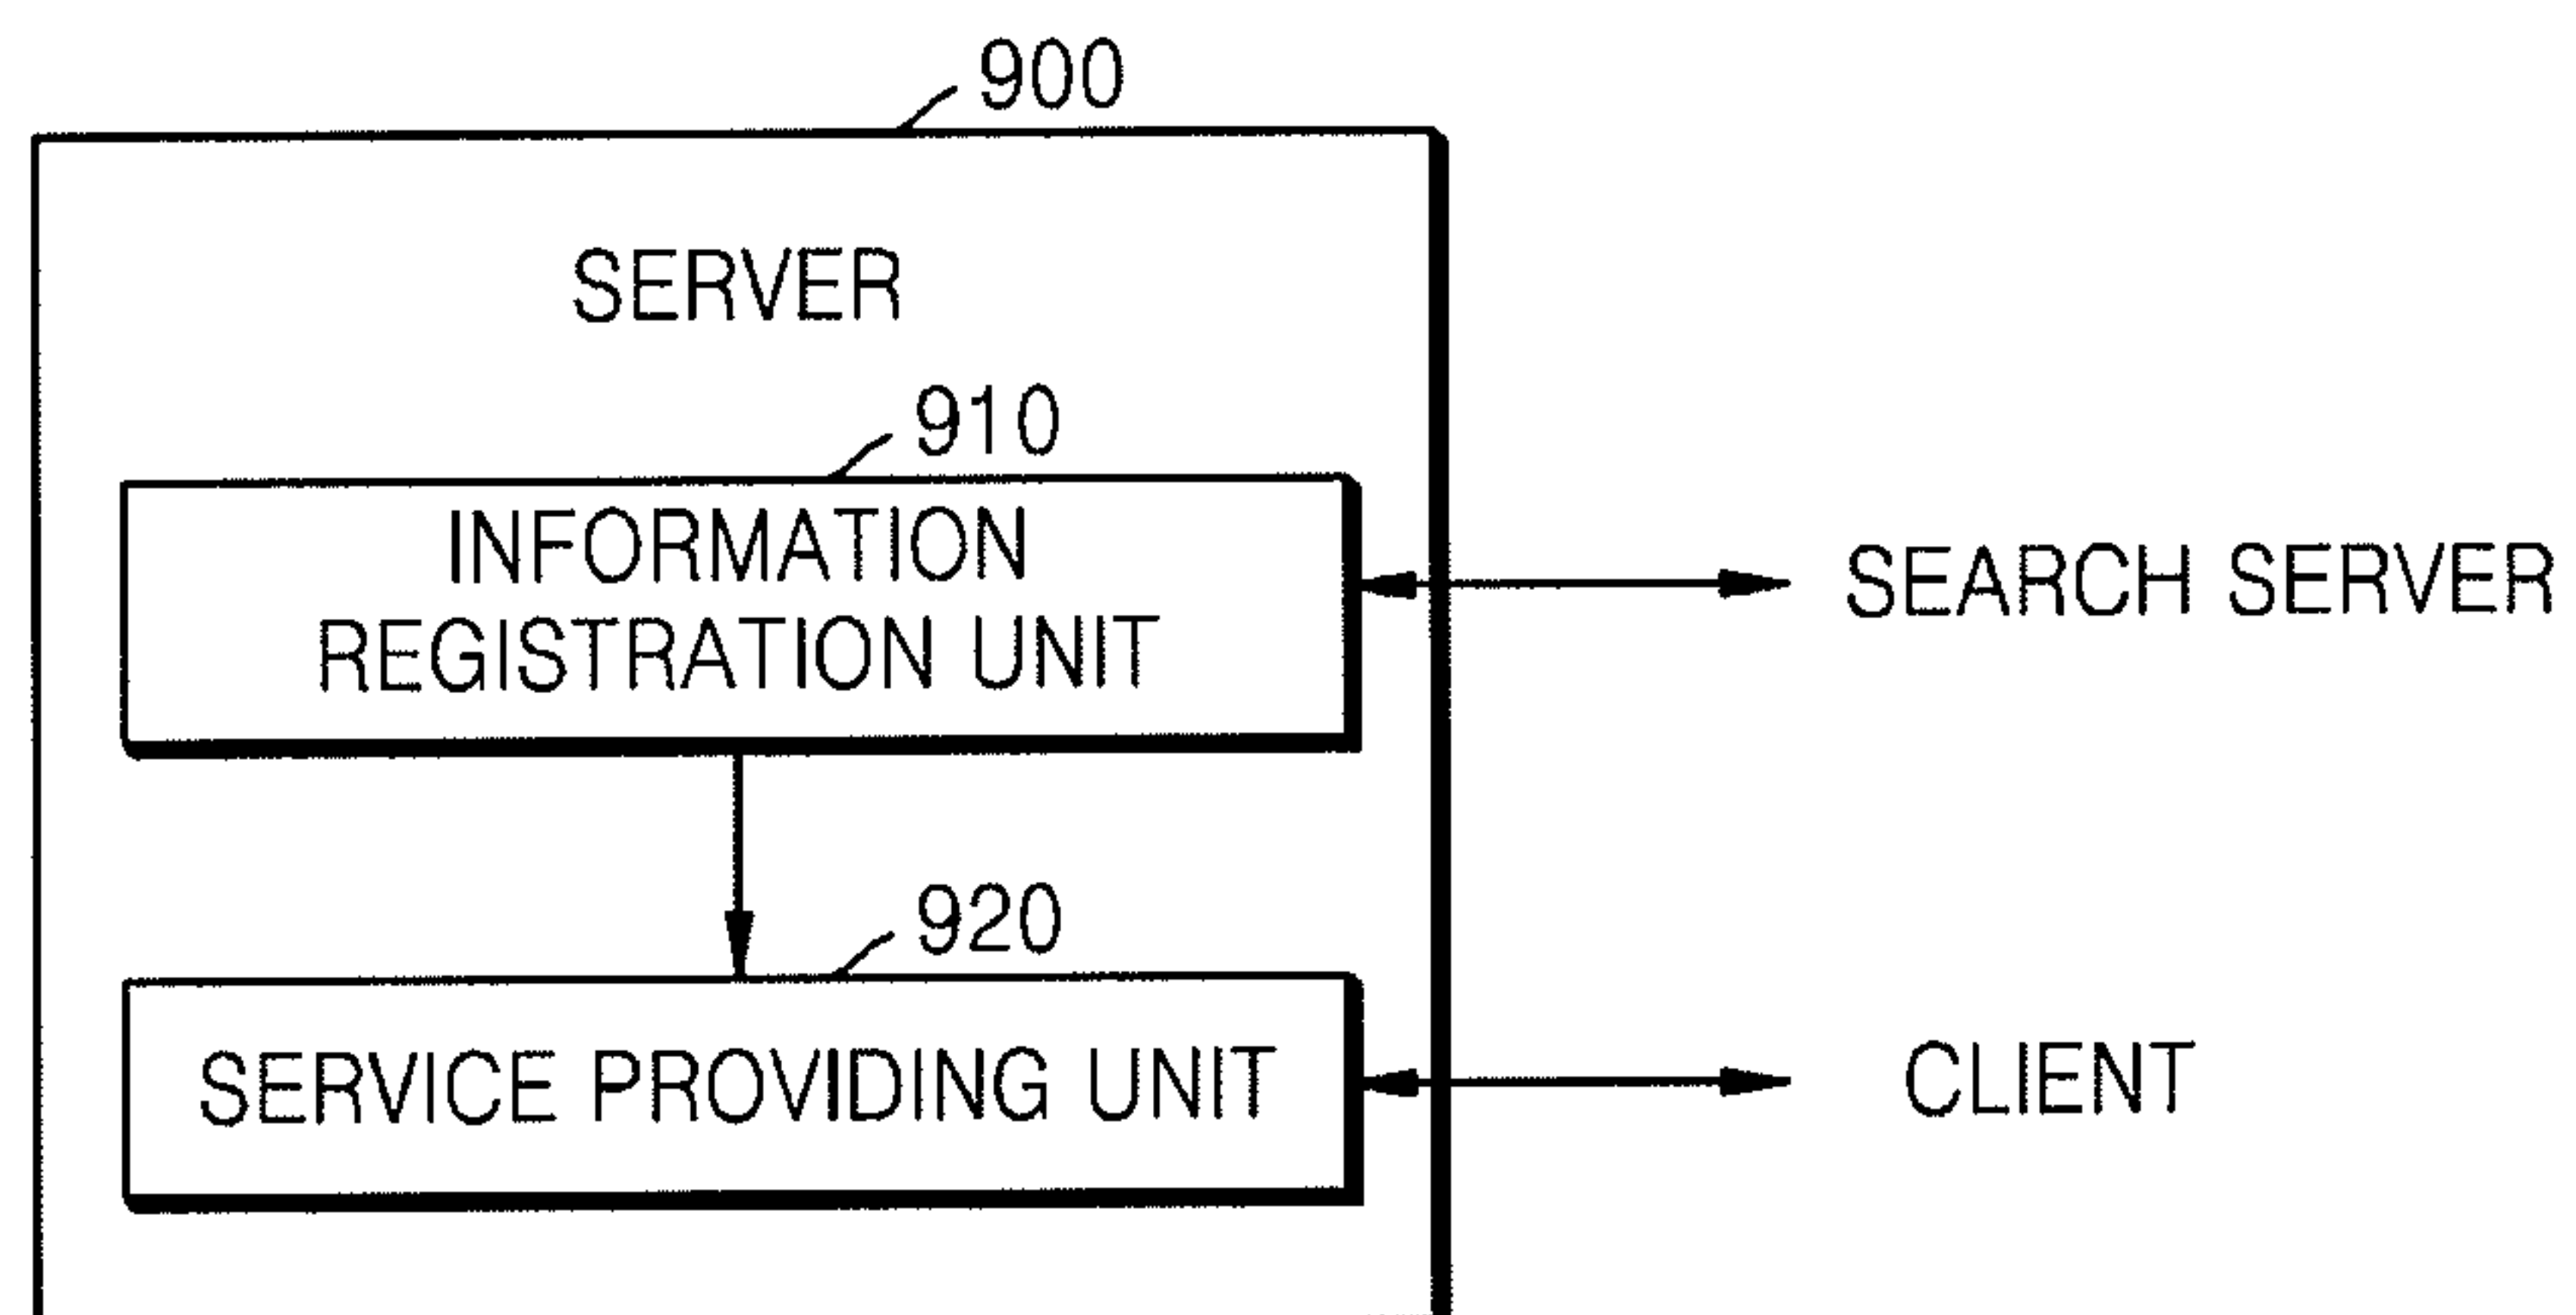 900
SERVER
910
INFORMATION
REGISTRATION UNIT
SEARCH SERVER
920
SERVICE PROVIDING UNIT
CLIENT